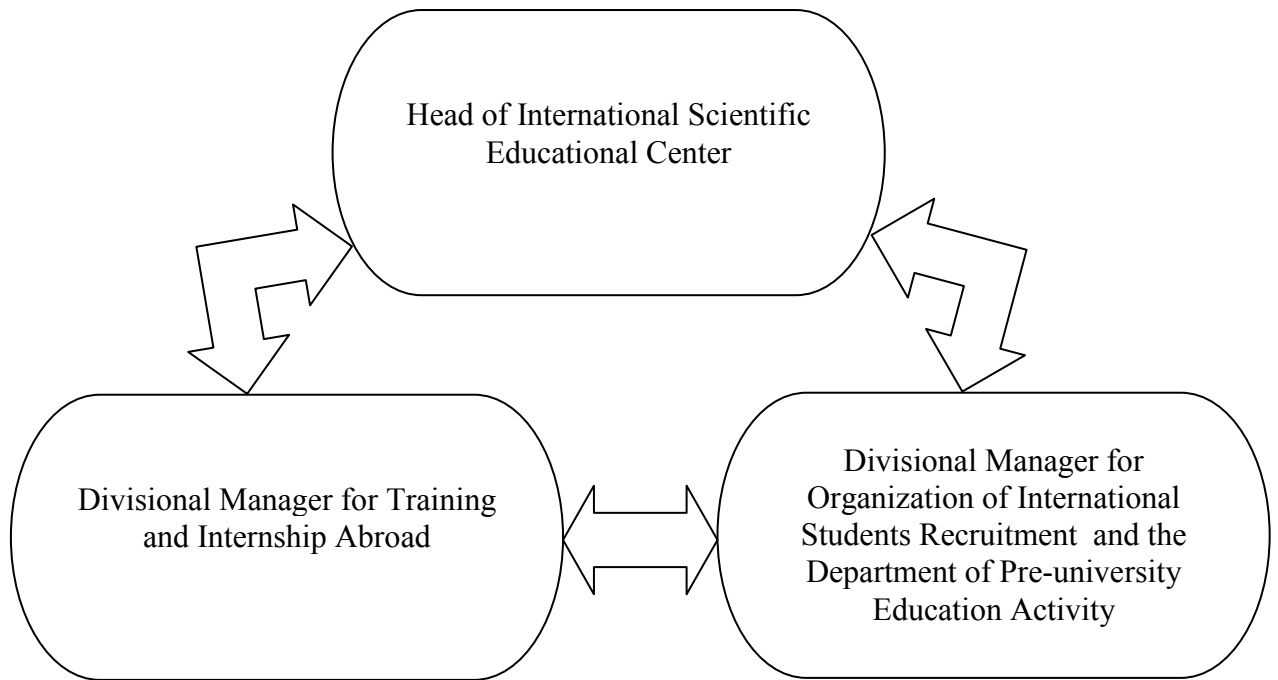 Head of International Scientific
Educational Center
Divisional Manager for Training
and Internship Abroad
Divisional Manager for
Organization of International
Students Recruitment  and the
Department of Pre-university
Education Activity